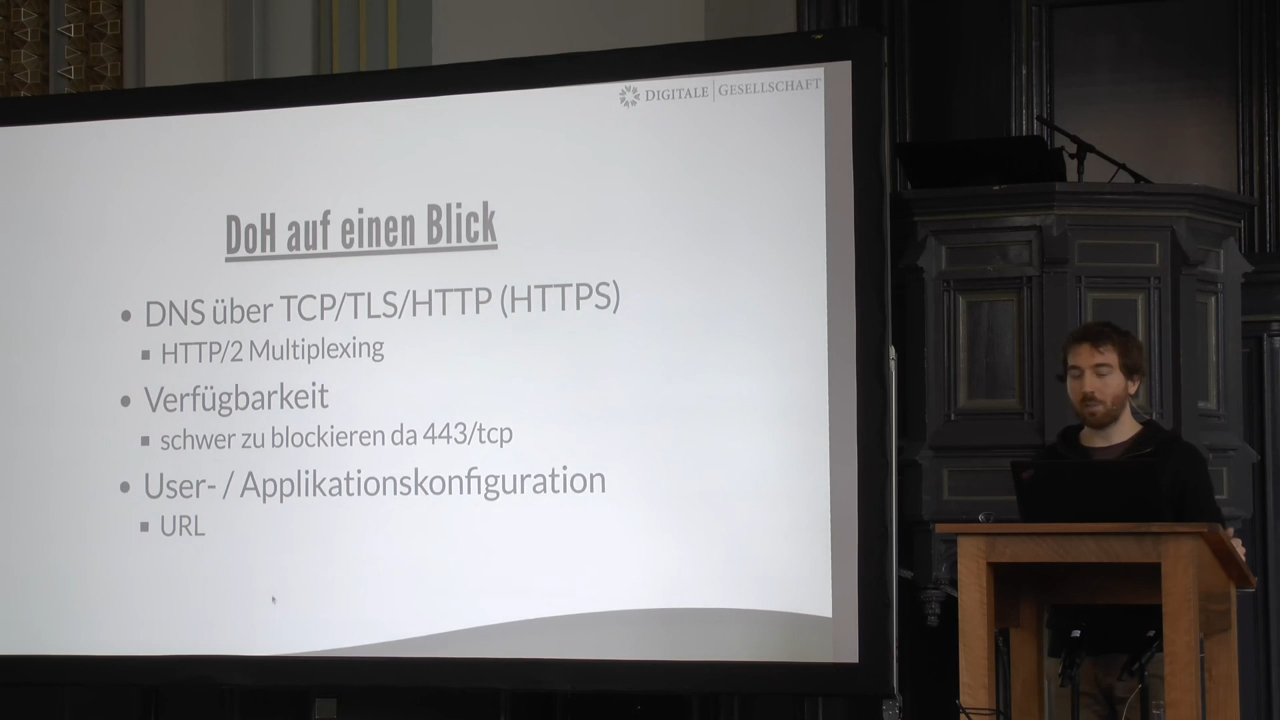 DIGITALE | GESELLSCHAFT
DoH auf einen Blick
• DNS über TCP/TLS/HTTP (HTTPS)
▪ HTTP/2 Multiplexing
• Verfügbarkeit
▪ schwer zu blockieren da 443/tcp
• User- / Applikationskonfiguration
▪ URL